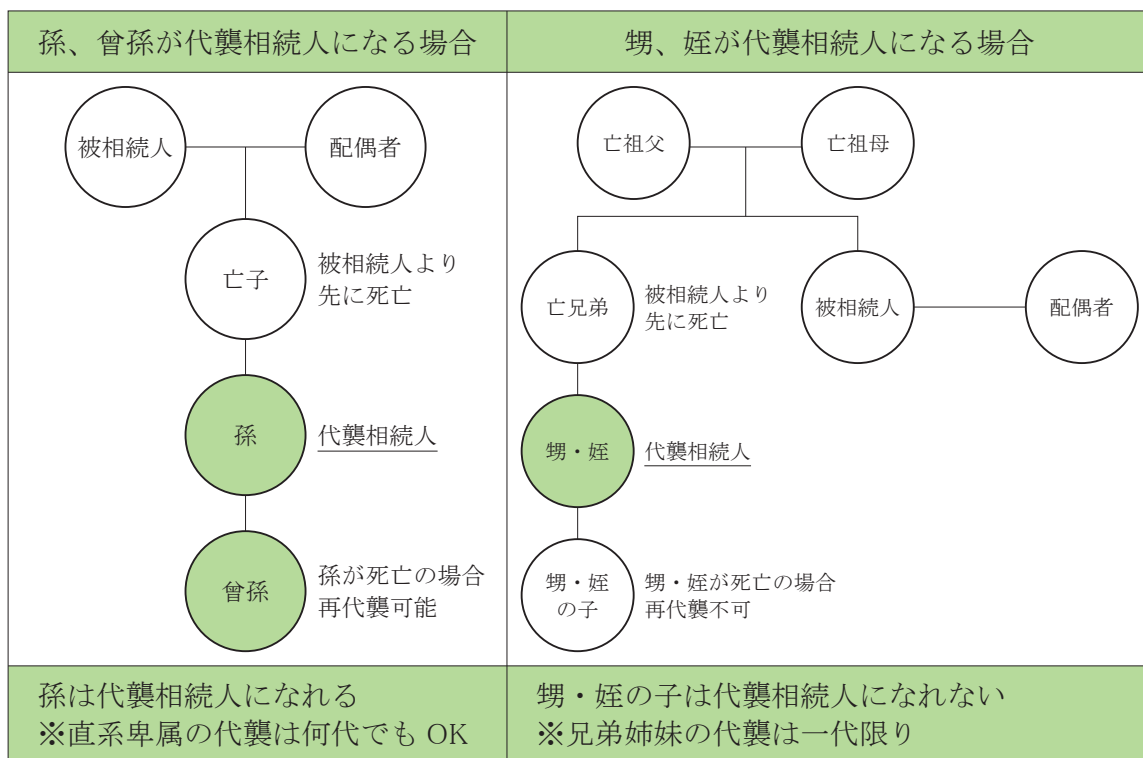 孫、曾孫が代襲相続人になる場合
被相続人
配偶者
亡子
被相続人より
先に死亡
孫
代襲相続人
曾孫
孫が死亡の場合
再代襲可能
孫は代襲相続人になれる
※直系卑属の代襲は何代でも OK
甥、姪が代襲相続人になる場合
亡祖父
亡祖母
亡兄弟
被相続人より
先に死亡
被相続人
配偶者
甥・姪
代襲相続人
甥・姪
の子
甥・姪が死亡の場合
再代襲不可
甥・姪の子は代襲相続人になれない
※兄弟姉妹の代襲は一代限り